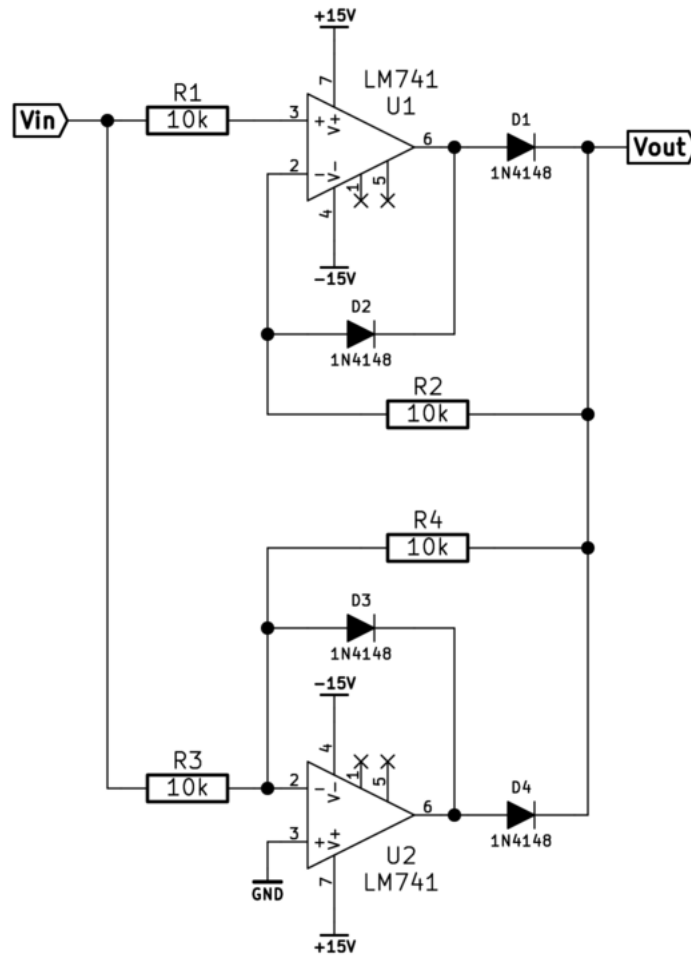 +15V
7
LM741
U1
R1
Vin
10k
3
+
V+
6
D1
1N4148
Vout
2
−
V-
1
5
4
-15V
D2
1N4148
R2
10k
R4
10k
D3
1N4148
-15V
4
R3
10k
2
−
V-
1
5
6
D4
1N4148
3
+
V+
GND
U2
LM741
7
+15V